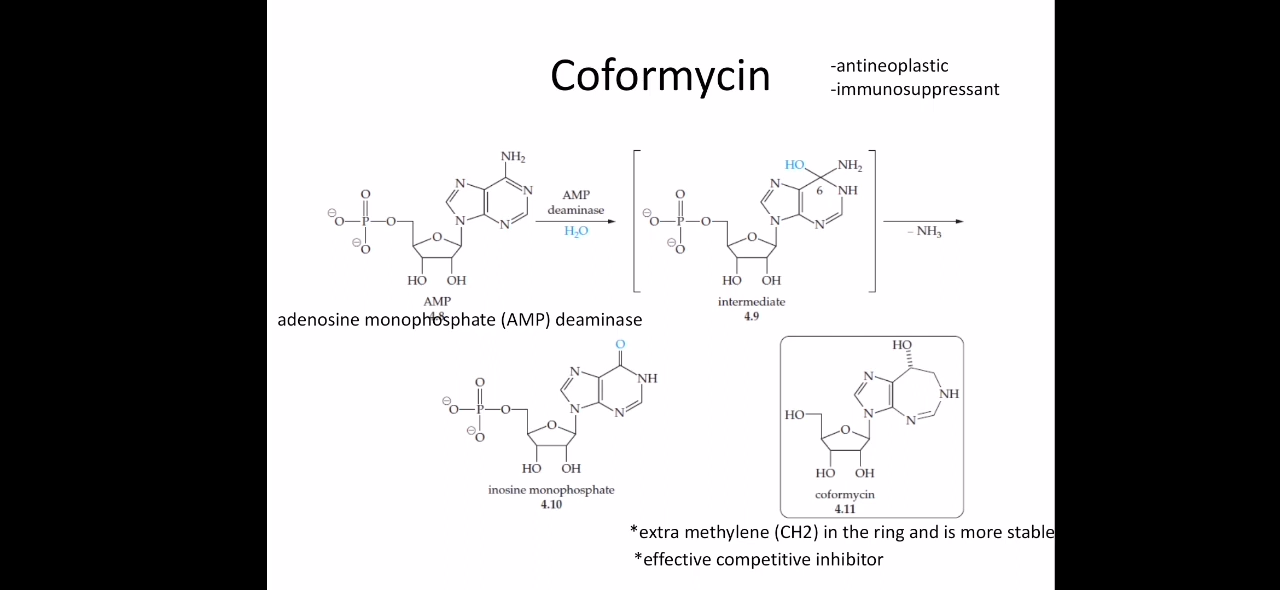 Coformycin
-antineoplastic
-immunosuppressant
NH₂
N
N
N
N
O
⊖O—P—O
⊖O
O
HO OH
AMP
4.8
AMP
deaminase
H₂O
HO NH₂
6
N
NH
N
N
O
⊖O—P—O
⊖O
O
HO OH
intermediate
4.9
– NH₃
adenosine monophosphate (AMP) deaminase
O
N
NH
N
N
O
⊖O—P—O
⊖O
O
HO OH
inosine monophosphate
4.10
HO
N
NH
N
N
HO
O
HO OH
coformycin
4.11
*extra methylene (CH2) in the ring and is more stable
*effective competitive inhibitor